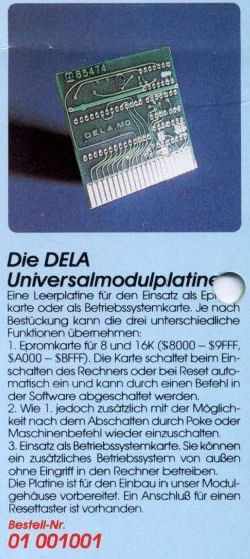 85474
DELA.MO
Die DELA
Universalmodulplatine
Eine Leerplatine für den Einsatz als
karte oder als Betriebssystemkarte. Je nach
Bestückung kann die drei unterschiedliche
Funktionen übernehmen:
1. Epromkarte für 8 und 16K ($8000 – $9FFF,
$A000 – $BFFF). Die Karte schaltet beim Ein-
schalten des Rechners oder bei Reset auto-
matisch ein und kann durch einen Befehl in
der Software abgeschaltet werden.
2. Wie 1. jedoch zusätzlich mit der Möglich-
keit nach dem Abschalten durch Poke oder
Maschinenbefehl wieder einzuschalten.
3. Einsatz als Betriebssystemkarte. Sie können
ein zusätzliches Betriebssystem von außen
ohne Eingriff in den Rechner betreiben.
Die Platine ist für den Einbau in unser Modul-
gehäuse vorbereitet. Ein Anschluß für einen
Resettaster ist vorhanden.
Bestell-Nr.
01 001001